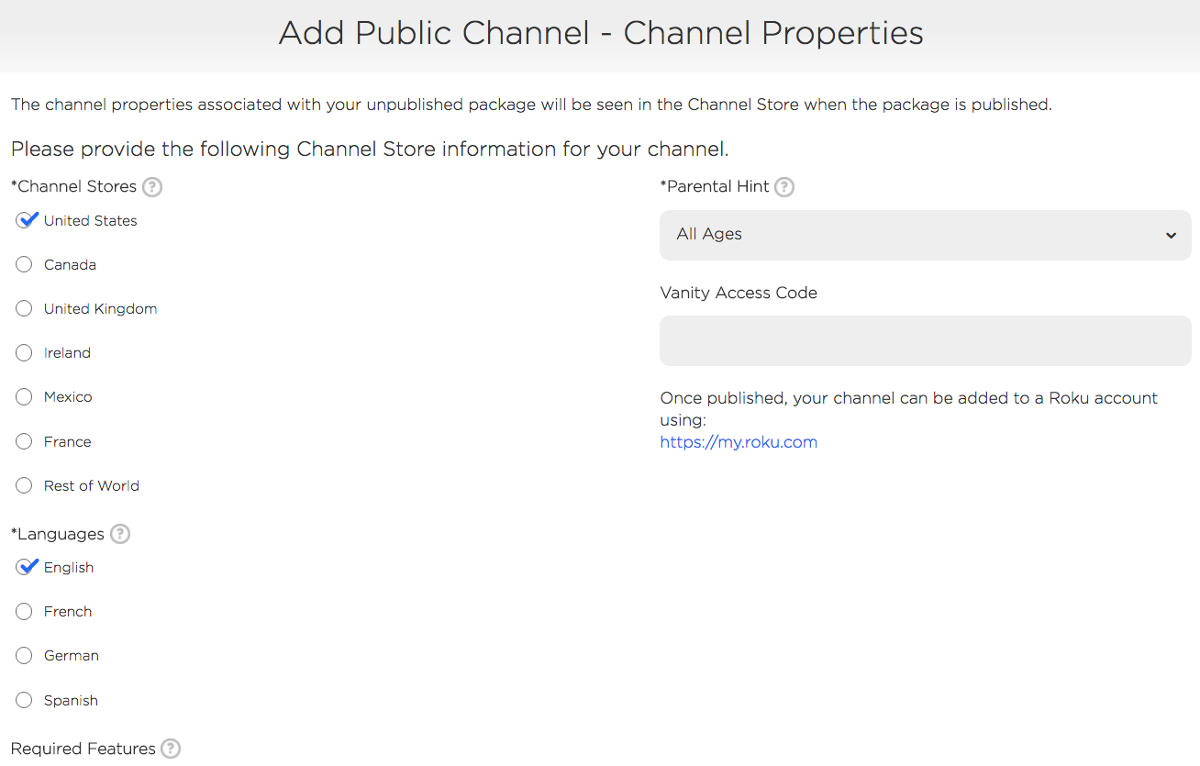 Add Public Channel - Channel Properties
The channel properties associated with your unpublished package will be seen in the Channel Store when the package is published.
Please provide the following Channel Store information for your channel.
*Channel Stores ?
United States
Canada
United Kingdom
Ireland
Mexico
France
Rest of World
*Languages ?
English
French
German
Spanish
Required Features ?
*Parental Hint ?
All Ages
Vanity Access Code
Once published, your channel can be added to a Roku account
using:
https://my.roku.com